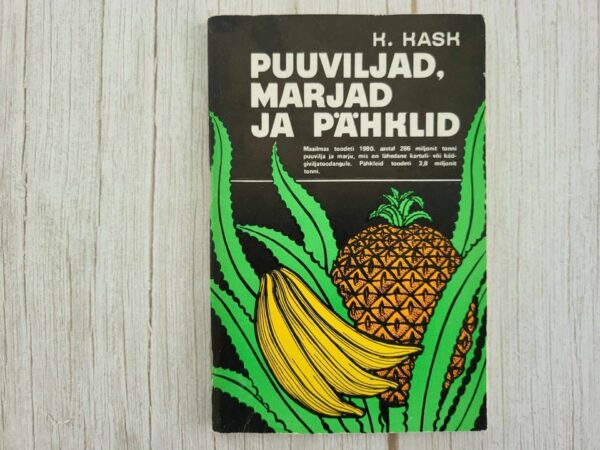 K. KASK
PUUVILJAD,
MARJAD
JA PÄHKLID
Maailmas toodeti 1980. aastal 286 miljonit tonni
puuvilja ja marju, mis on lähedane kartuli- või köö-
giviljatoodangule. Pähkleid toodeti 3,8 miljonit
tonni.